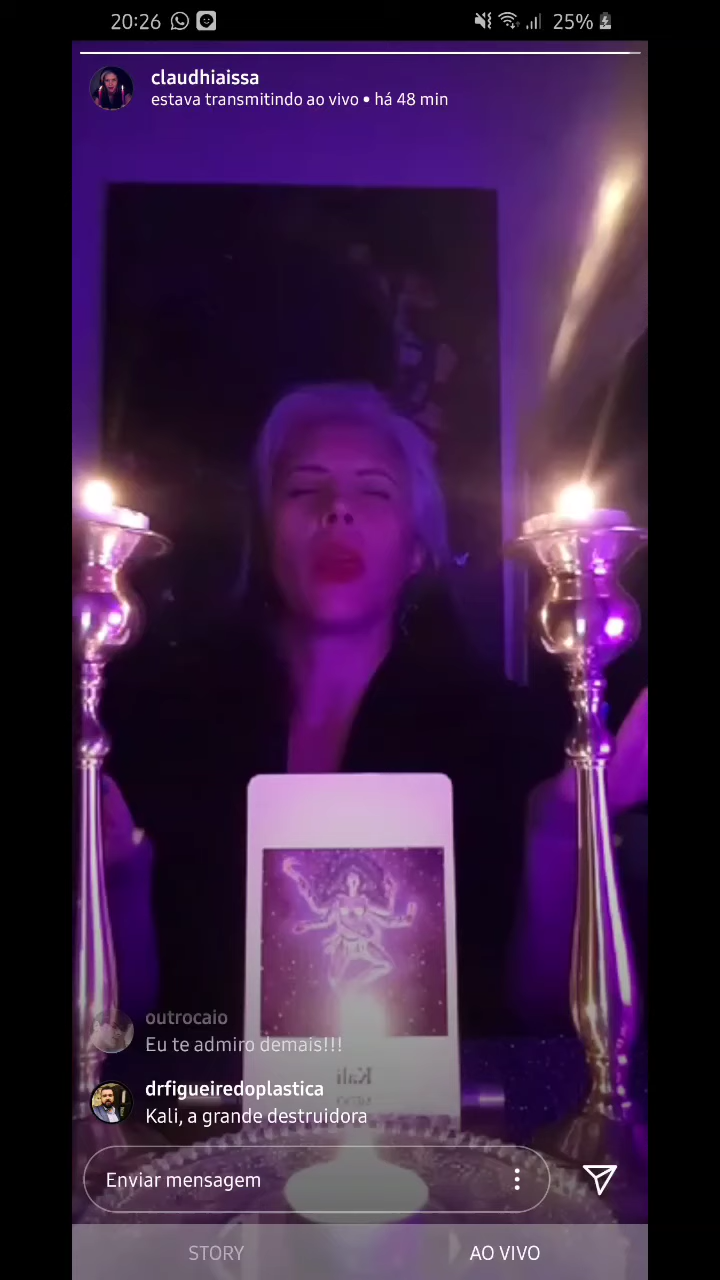 20:26
25%
claudhiaissa
estava transmitindo ao vivo • há 48 min
outrocaio
Eu te admiro demais!!!
Kali
drfigueiredoplastica
Kali, a grande destruidora
Enviar mensagem
STORY
AO VIVO